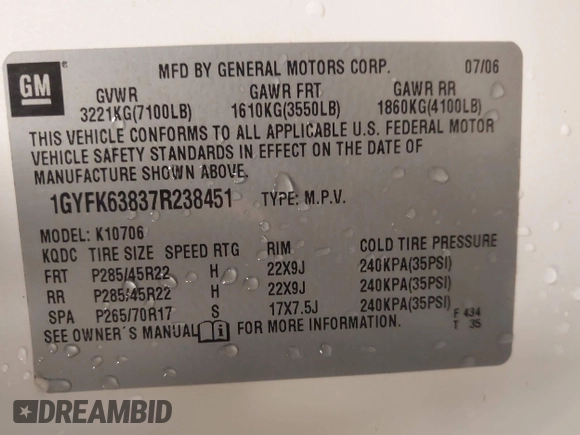 GM
MFD BY GENERAL MOTORS CORP. 07/06
GVWR GAWR FRT GAWR RR
3221KG(7100LB) 1610KG(3550LB) 1860KG(4100LB)
THIS VEHICLE CONFORMS TO ALL APPLICABLE U.S. FEDERAL MOTOR
VEHICLE SAFETY STANDARDS IN EFFECT ON THE DATE OF
MANUFACTURE SHOWN ABOVE.
1GYFK63837R238451 TYPE: M.P.V.
MODEL: K10706
KQDC TIRE SIZE SPEED RTG RIM COLD TIRE PRESSURE
FRT P285/45R22 H 22X9J 240KPA(35PSI)
RR P285/45R22 H 22X9J 240KPA(35PSI)
SPA P265/70R17 S 17X7.5J 240KPA(35PSI)
SEE OWNER´S MANUAL FOR MORE INFORMATION.
F 434
T 35
DREAMBID